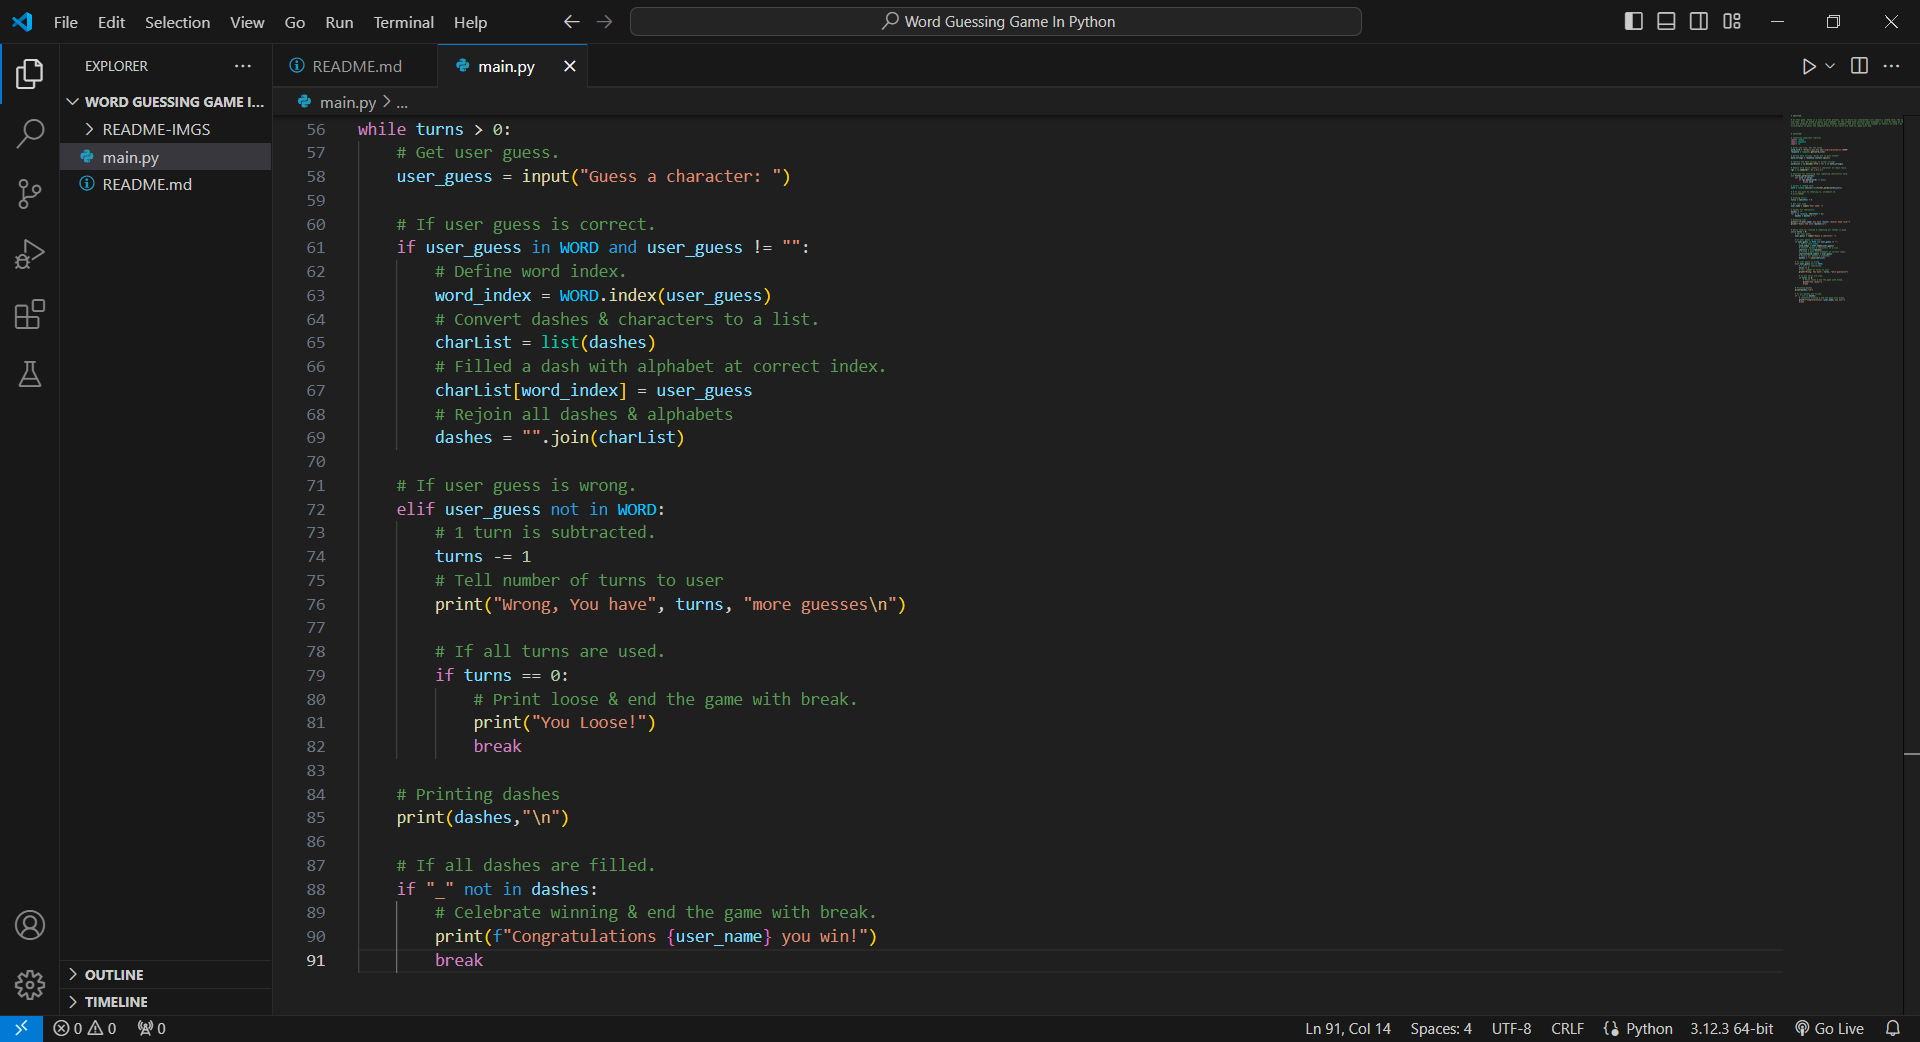 File Edit Selection View Go Run Terminal Help
Word Guessing Game In Python
EXPLORER
README.md
main.py
WORD GUESSING GAME I...
README-IMGS
main.py
README.md
main.py > ...
56 while turns > 0:
57 # Get user guess.
58 user_guess = input("Guess a character: ")
59
60 # If user guess is correct.
61 if user_guess in WORD and user_guess != "":
62 # Define word index.
63 word_index = WORD.index(user_guess)
64 # Convert dashes & characters to a list.
65 charList = list(dashes)
66 # Filled a dash with alphabet at correct index.
67 charList[word_index] = user_guess
68 # Rejoin all dashes & alphabets
69 dashes = "".join(charList)
70
71 # If user guess is wrong.
72 elif user_guess not in WORD:
73 # 1 turn is subtracted.
74 turns -= 1
75 # Tell number of turns to user
76 print("Wrong, You have", turns, "more guesses\n")
77
78 # If all turns are used.
79 if turns == 0:
80 # Print loose & end the game with break.
81 print("You Loose!")
82 break
83
84 # Printing dashes
85 print(dashes,"\n")
86
87 # If all dashes are filled.
88 if "_" not in dashes:
89 # Celebrate winning & end the game with break.
90 print(f"Congratulations {user_name} you win!")
91 break
OUTLINE
TIMELINE
0 0 0
Ln 91, Col 14 Spaces: 4 UTF-8 CRLF Python 3.12.3 64-bit Go Live